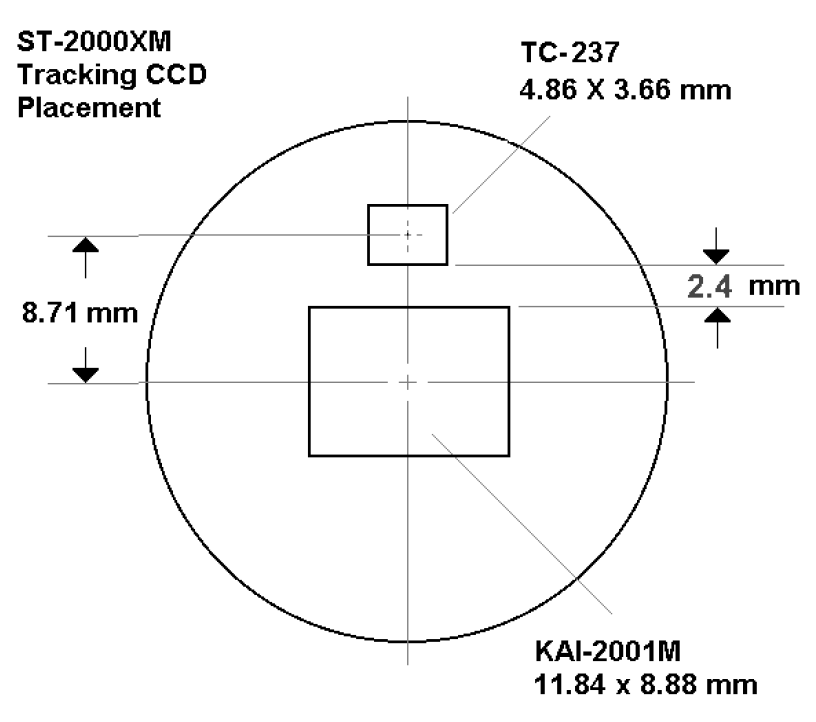 ST-2000XM
Tracking CCD
Placement
TC-237
4.86 X 3.66 mm
2.4 mm
8.71 mm
KAI-2001M
11.84 x 8.88 mm